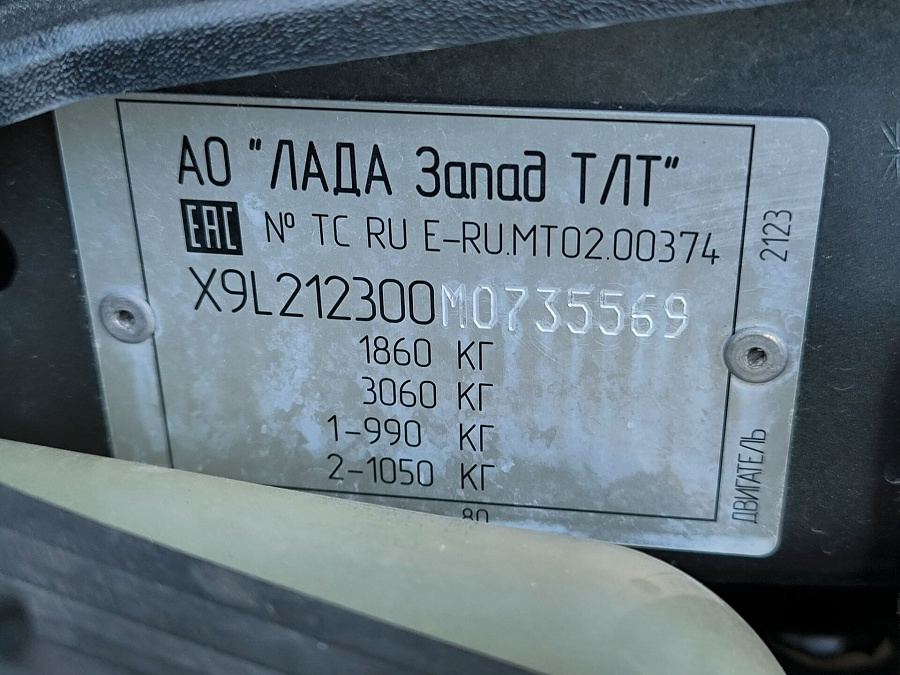 АО "ЛАДА Запад ТЛТ"
ЕАС № ТС RU E-RU.MT02.00374
X9L212300M0735569
1860 КГ
3060 КГ
1-990 КГ
2-1050 КГ
80
2123
ДВИГАТЕЛЬ